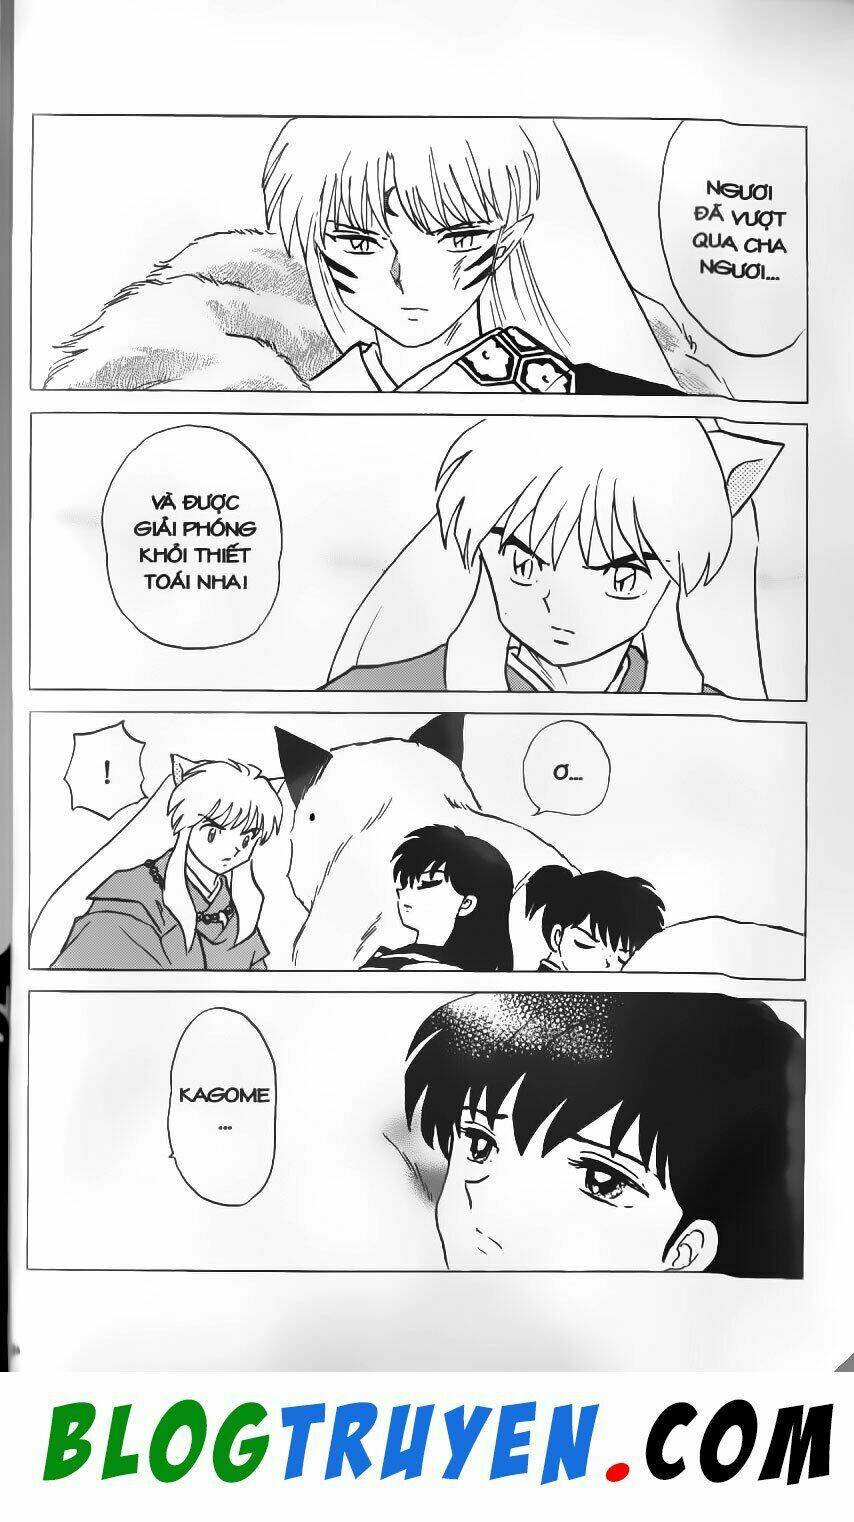 NGƯƠI
ĐÃ VƯỢT
QUA CHA
NGƯƠI...
VÀ ĐƯỢC
GIẢI PHÓNG
KHỎI THIẾT
TOÁI NHA!
!
Ơ...
KAGOME
...
BLOGTRUYEN.COM